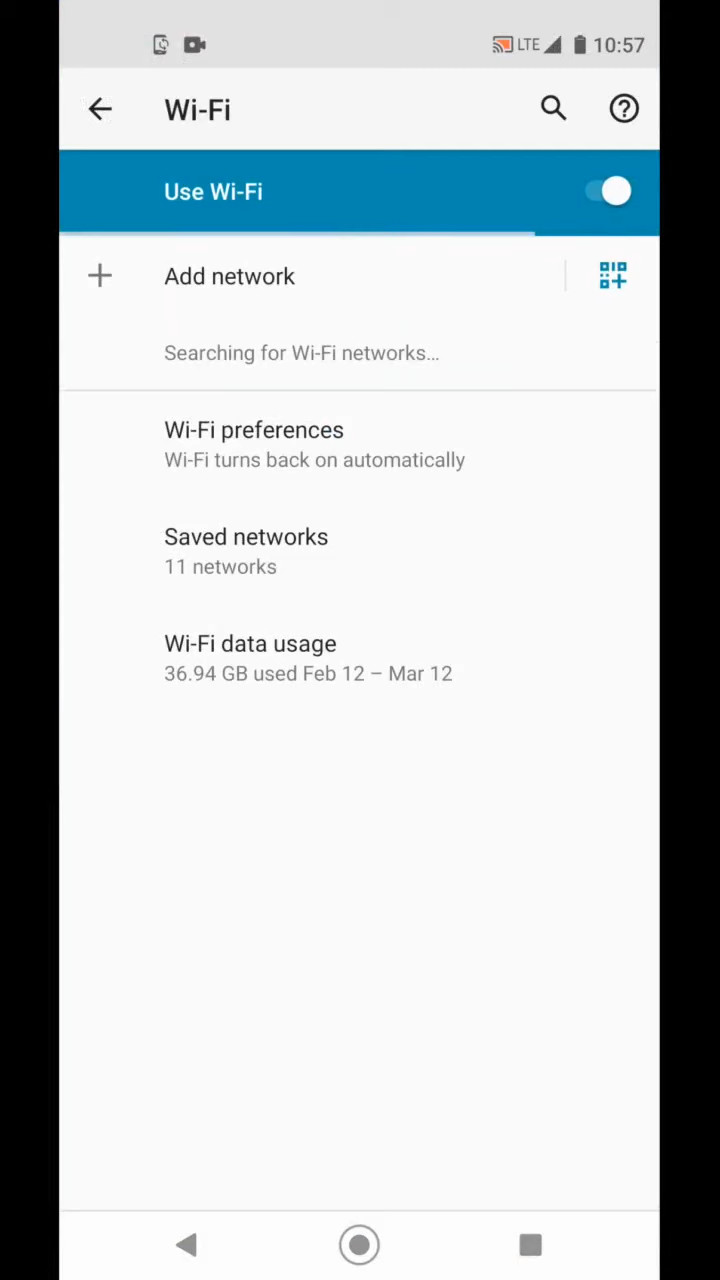 LTE 10:57
Wi-Fi
Use Wi-Fi
Add network
Searching for Wi-Fi networks…
Wi-Fi preferences
Wi-Fi turns back on automatically
Saved networks
11 networks
Wi-Fi data usage
36.94 GB used Feb 12 – Mar 12